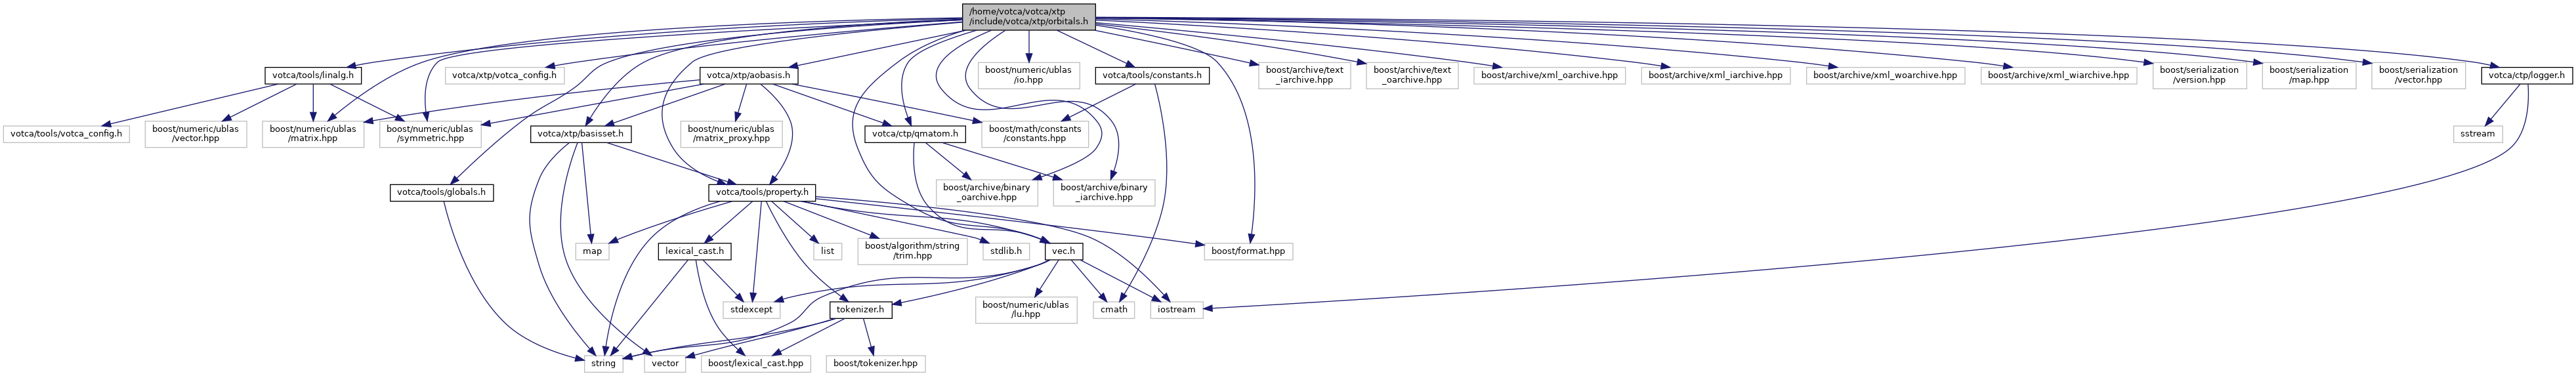 /home/votca/votca/xtp
/include/votca/xtp/orbitals.h
votca/tools/linalg.h
votca/xtp/votca_config.h
votca/xtp/aobasis.h
boost/numeric/ublas
/io.hpp
votca/tools/constants.h
boost/archive/text
_iarchive.hpp
boost/archive/text
_oarchive.hpp
boost/archive/xml_oarchive.hpp
boost/archive/xml_iarchive.hpp
boost/archive/xml_woarchive.hpp
boost/archive/xml_wiarchive.hpp
boost/serialization
/version.hpp
boost/serialization
/map.hpp
boost/serialization
/vector.hpp
votca/ctp/logger.h
votca/tools/votca_config.h
boost/numeric/ublas
/vector.hpp
boost/numeric/ublas
/matrix.hpp
boost/numeric/ublas
/symmetric.hpp
votca/xtp/basisset.h
boost/numeric/ublas
/matrix_proxy.hpp
votca/ctp/qmatom.h
boost/math/constants
/constants.hpp
sstream
votca/tools/globals.h
votca/tools/property.h
boost/archive/binary
_oarchive.hpp
boost/archive/binary
_iarchive.hpp
map
lexical_cast.h
list
boost/algorithm/string
/trim.hpp
stdlib.h
vec.h
boost/format.hpp
stdexcept
tokenizer.h
boost/numeric/ublas
/lu.hpp
cmath
iostream
string
vector
boost/lexical_cast.hpp
boost/tokenizer.hpp